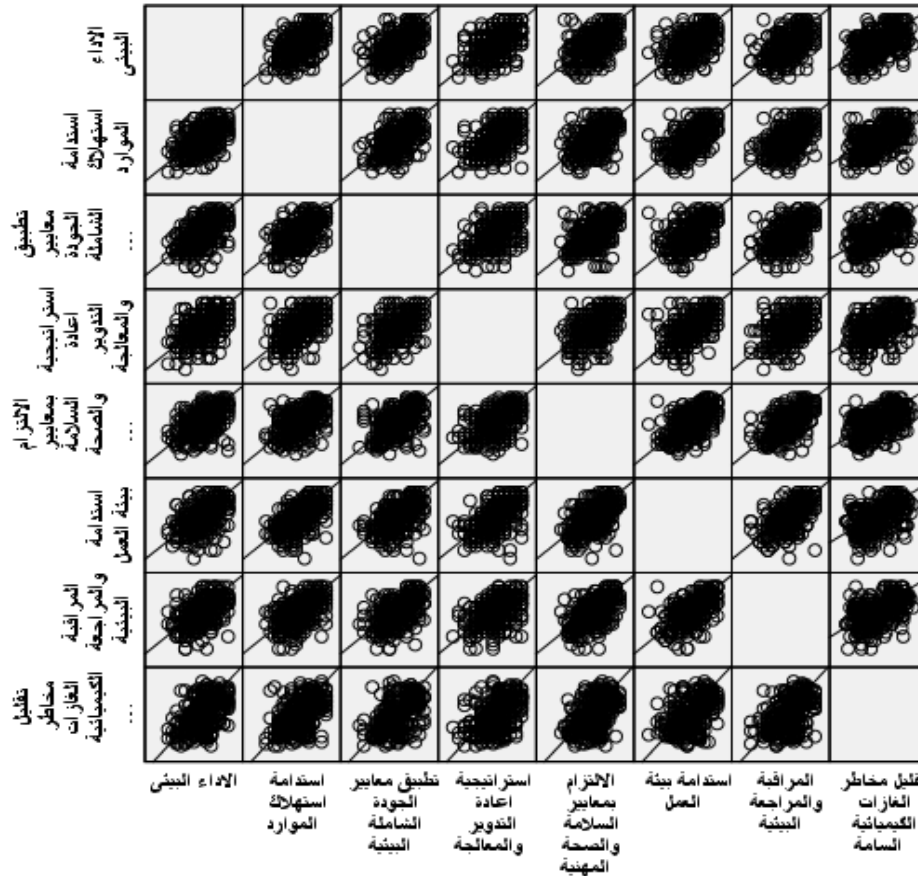 الاداء
البيئى
استدامة
استهلاك
الموارد
تطبيق
معايير
الجودة
الشاملة
...
استراتيجية
اعادة
التدوير
والمعالجة
الالتزام
بمعايير
السلامة
والصحة
...
استدامة
بيئة العمل
المراقبة
والمراجعة
البيئية
تقليل
مخاطر
الغازات
الكيميائية
...
الاداء البيئى
استدامة
استهلاك
الموارد
تطبيق معايير
الجودة
الشاملة
البيئية
استراتيجية
اعادة
التدوير
والمعالجة
الالتزام
بمعايير
السلامة
والصحة
المهنية
استدامة بيئة
العمل
المراقبة
والمراجعة
البيئية
قليل مخاطر
الغازات
الكيميائية
السامة